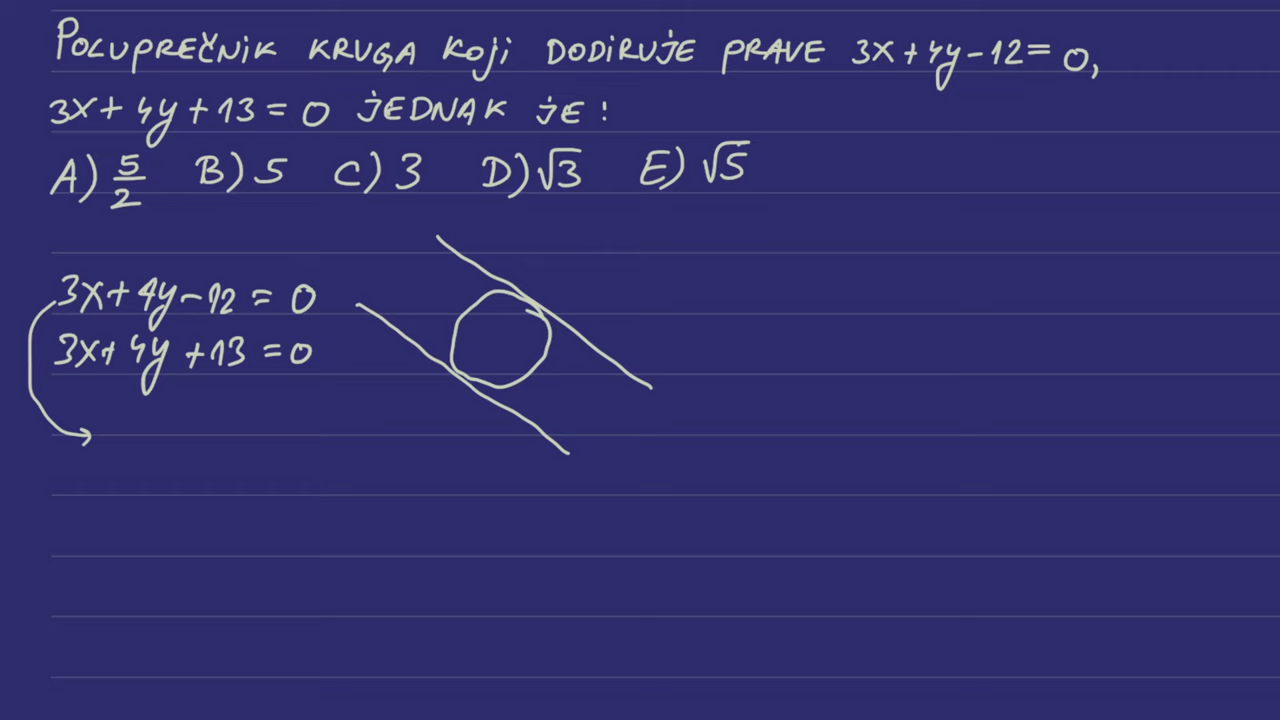 POLUPREČNIK KRUGA koji DODIRUJE PRAVE 3x+4y-12=0,
3x+4y+13=0 JEDNAK JE:
A) 5/2 B) 5 C) 3 D) √3 E) √5
3x+4y-12=0
3x+4y+13=0